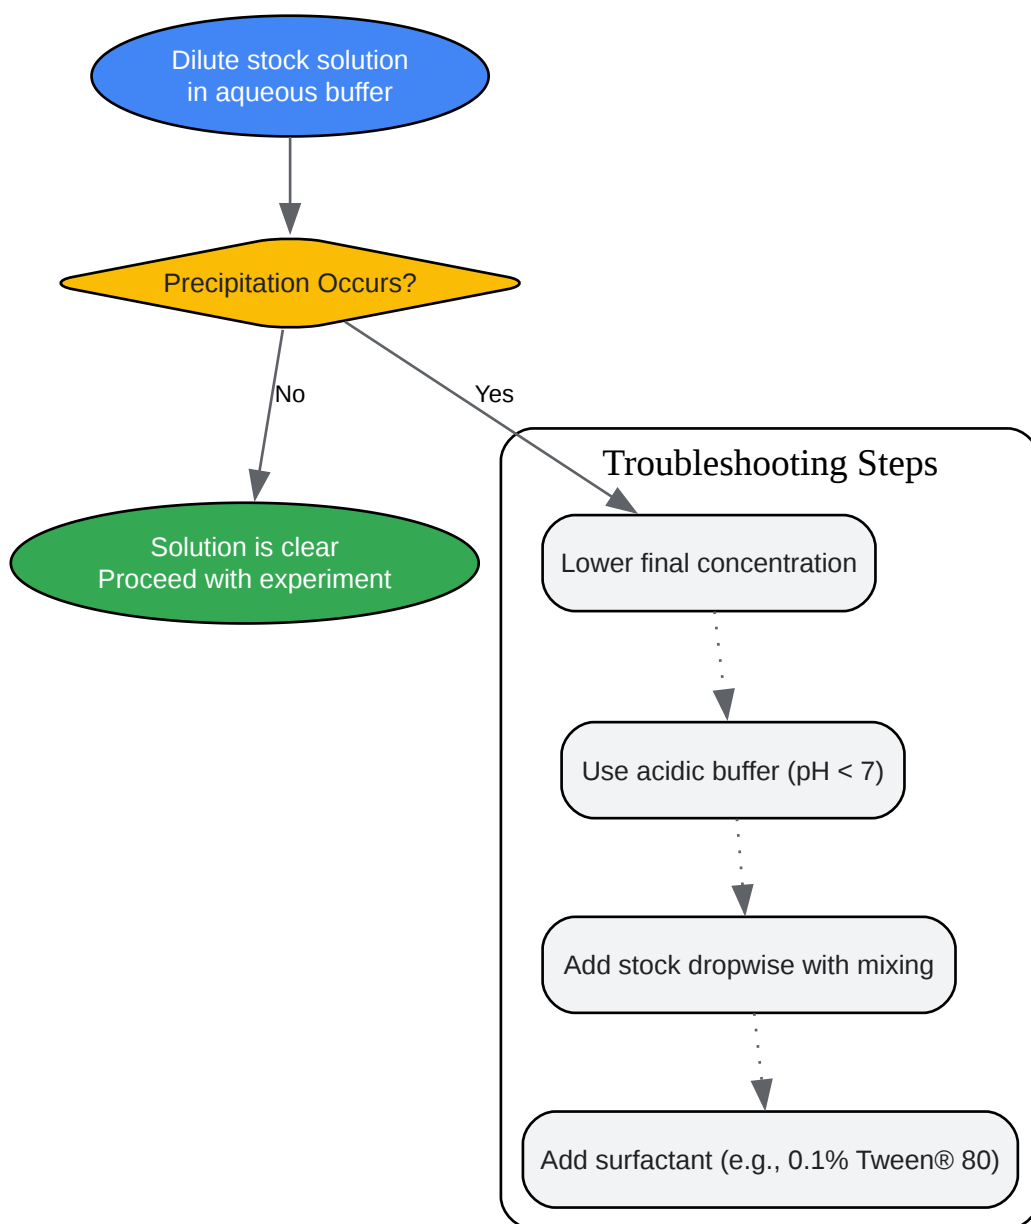 Dilute stock solution
in aqueous buffer
Precipitation Occurs?
No
Yes
Solution is clear
Proceed with experiment
Troubleshooting Steps
Lower final concentration
Use acidic buffer (pH < 7)
Add stock dropwise with mixing
Add surfactant (e.g., 0.1% Tween® 80)